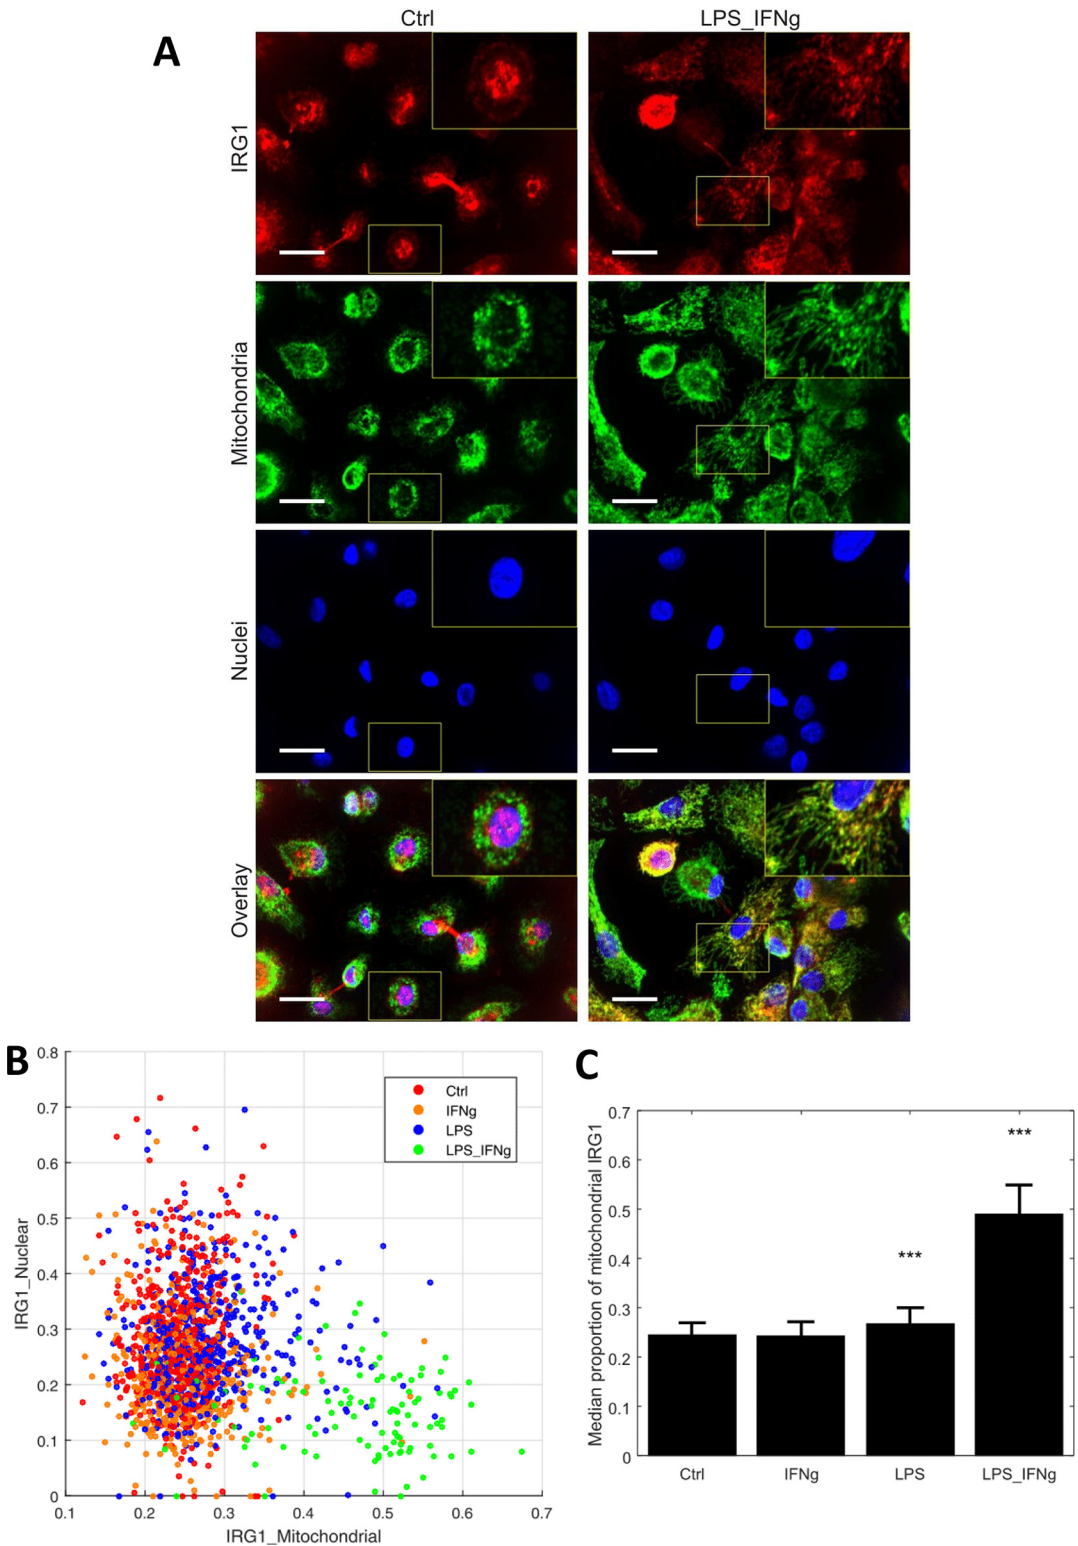 Ctrl
LPS_IFNg
A
IRG1
Mitochondria
Nuclei
Overlay
B
0.8
0.7
0.6
0.5
0.4
0.3
0.2
0.1
0
IRG1_Nuclear
Ctrl
IFNg
LPS
LPS_IFNg
0.1
0.2
0.3
0.4
0.5
0.6
0.7
IRG1_Mitochondrial
C
0.7
0.6
0.5
0.4
0.3
0.2
0.1
0
Median proportion of mitochondrial IRG1
***
***
Ctrl
IFNg
LPS
LPS_IFNg